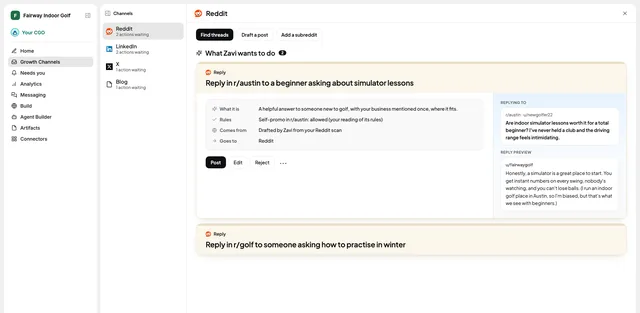 Fairway Indoor Golf
Your CGO
Home
Growth Channels
Needs you
Analytics
Messaging
Build
Agent Builder
Artifacts
Connectors
Channels
Reddit
2 actions waiting
LinkedIn
2 actions waiting
X
1 action waiting
Blog
1 action waiting
Reddit
Find threads
Draft a post
Add a subreddit
What Zavi wants to do 2
Reply
Reply in r/austin to a beginner asking about simulator lessons
What it is A helpful answer to someone new to golf, with your business mentioned once, where it fits.
Rules Self-promo in r/austin: allowed (your reading of its rules)
Comes from Drafted by Zavi from your Reddit scan
Goes to Reddit
Post
Edit
Reject
REPLYING TO
r/austin · u/newgolfer22
Are indoor simulator lessons worth it for a total
beginner? I've never held a club and the driving
range feels intimidating.
REPLY PREVIEW
u/fairwaygolf
Honestly, a simulator is a great place to start. You
get instant numbers on every swing, nobody's
watching, and you can't lose balls. (I run an indoor
golf place in Austin, so I'm biased, but that's what
we see with beginners.)
Reply
Reply in r/golf to someone asking how to practise in winter